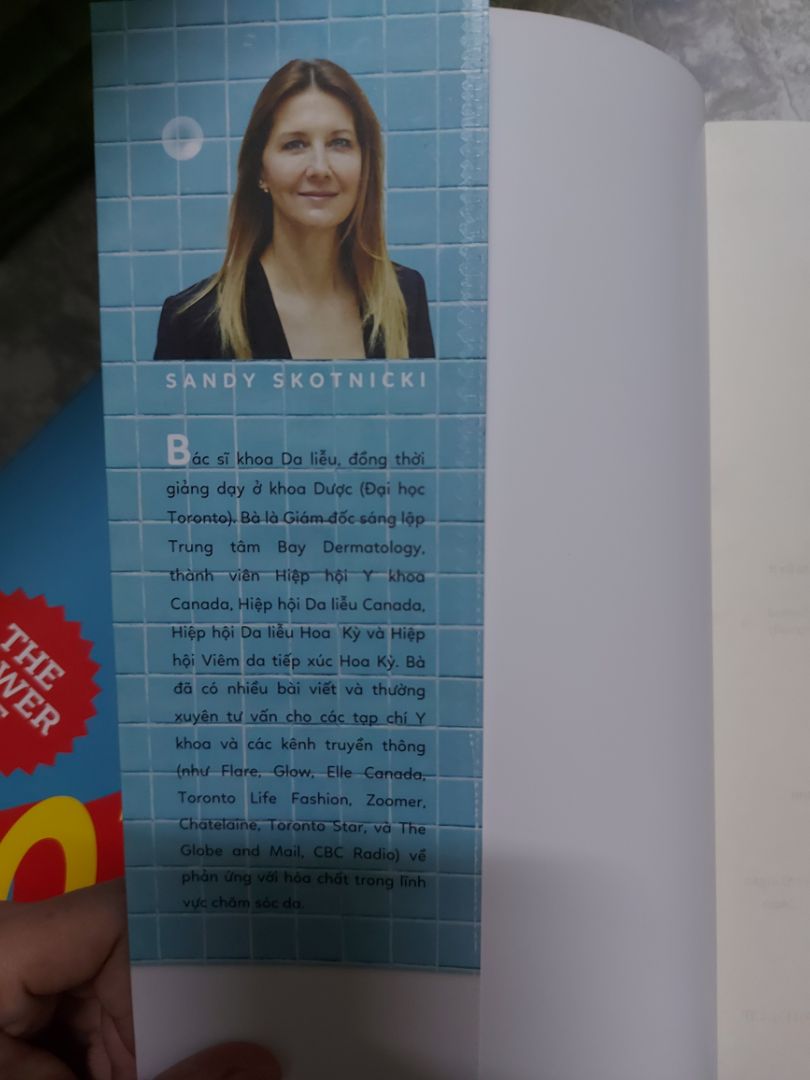 SANDY SKOTNICKI
Bác sĩ khoa Da liễu, đồng thời
giảng dạy ở khoa Dược (Đại học
Toronto). Bà là Giám đốc sáng lập
Trung tâm Bay Dermatology,
thành viên Hiệp hội Y khoa
Canada, Hiệp hội Da liễu Canada,
Hiệp hội Da liễu Hoa Kỳ và Hiệp
hội Viêm da tiếp xúc Hoa Kỳ. Bà
đã có nhiều bài viết và thường
xuyên tư vấn cho các tạp chí Y
khoa và các kênh truyền thông
(như Flare, Glow, Elle Canada,
Toronto Life Fashion, Zoomer,
Chatelaine, Toronto Star, và The
Globe and Mail, CBC Radio) về
phản ứng với hóa chất trong lĩnh
vực chăm sóc da.
THE